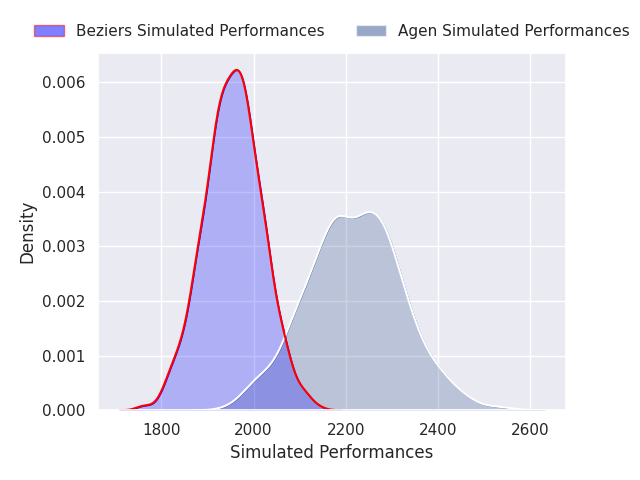 Beziers Simulated Performances Agen Simulated Performances
0.006
0.005
0.004
0.003
0.002
0.001
0.000
Density
1800 2000 2200 2400 2600
Simulated Performances